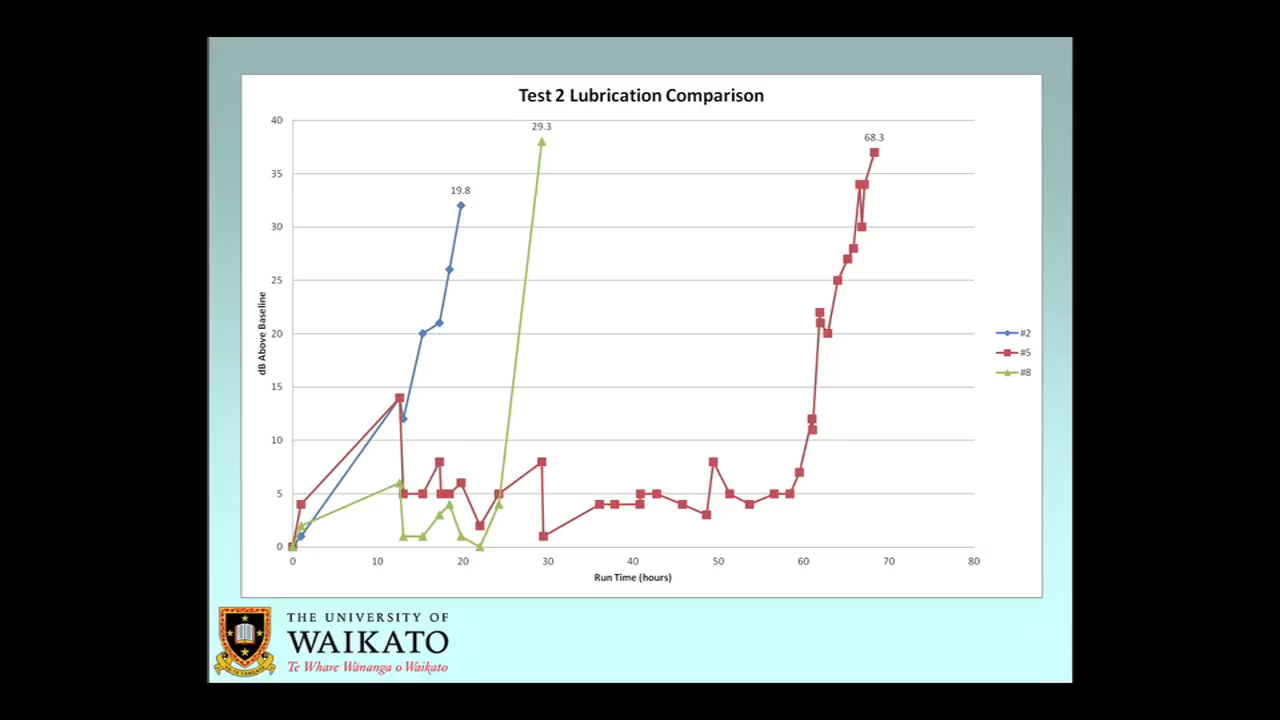 Test 2 Lubrication Comparison
40
35
30
25
20
15
10
5
0
dB Above Baseline
29.3
68.3
19.8
#2
#5
#8
0 10 20 30 40 50 60 70 80
Run Time (hours)
THE UNIVERSITY OF
WAIKATO
Te Whare Wānanga o Waikato